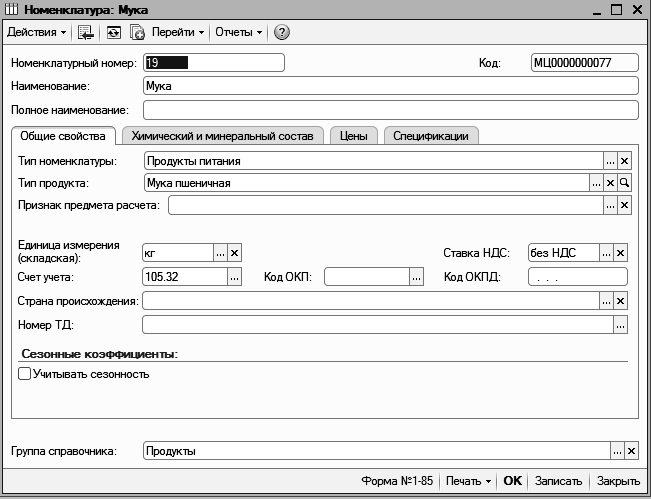 Номенклатура: Мука
Действия Перейти Отчеты ?
Номенклатурный номер: 19 Код: МЦ0000000077
Наименование: Мука
Полное наименование:
Общие свойства Химический и минеральный состав Цены Спецификации
Тип номенклатуры: Продукты питания ... x
Тип продукта: Мука пшеничная ... x
Признак предмета расчета: ... x
Единица измерения
(складская): кг ... x Ставка НДС: без НДС ... x
Счет учета: 105.32 ... Код ОКП: ... Код ОКПД: . . .
Страна происхождения: ... x
Номер ТД: ...
Сезонные коэффициенты:
Учитывать сезонность
Группа справочника: Продукты ... x
Форма №1-85 Печать OK Записать Закрыть